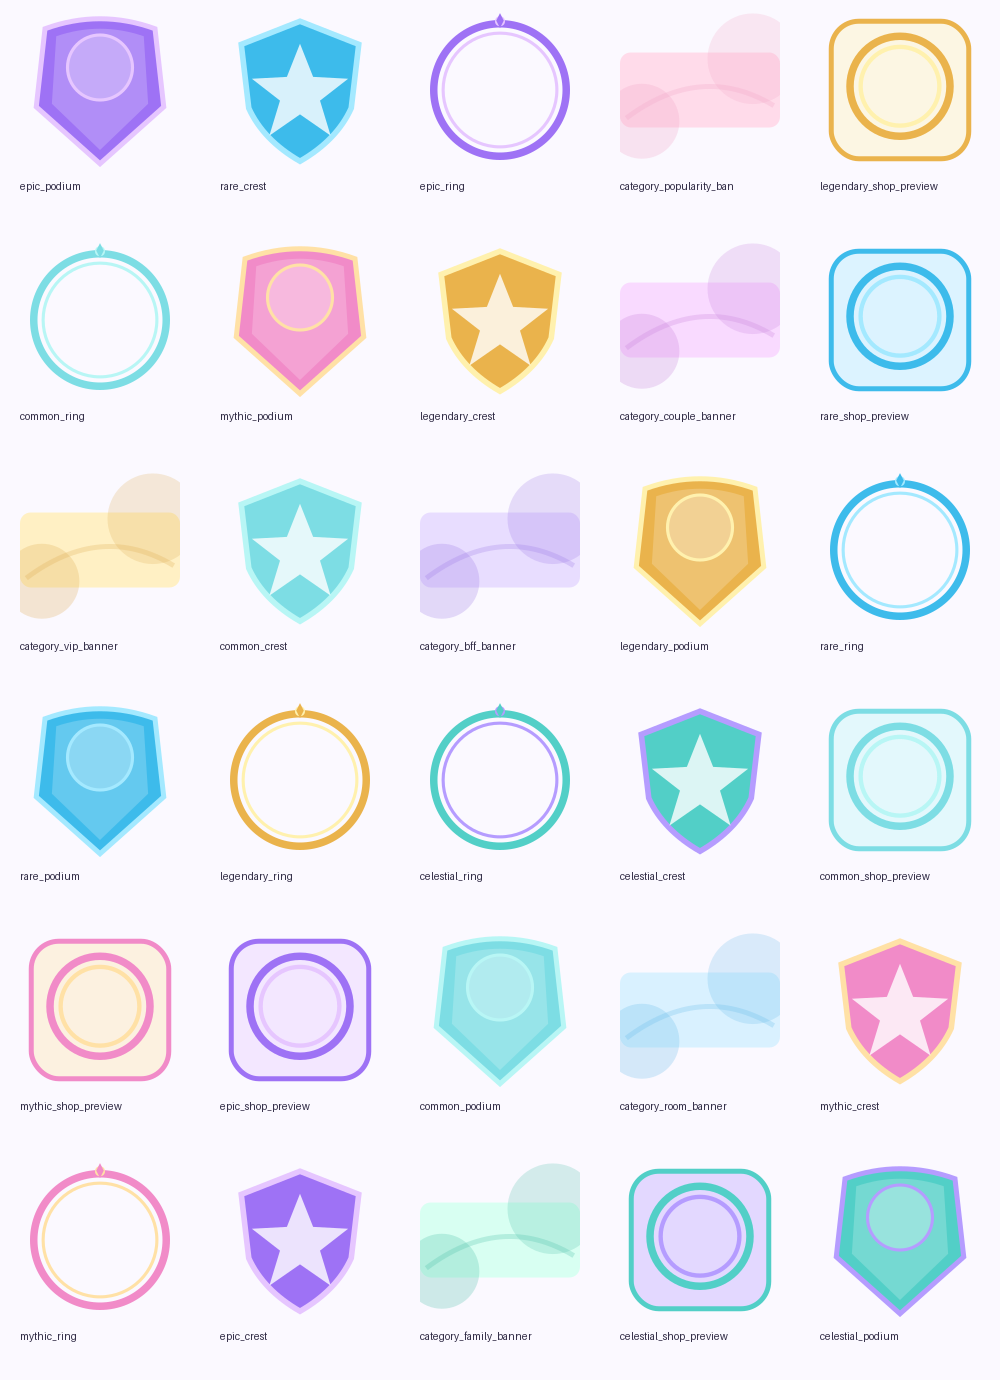 epic_podium
rare_crest
epic_ring
category_popularity_ban
legendary_shop_preview
common_ring
mythic_podium
legendary_crest
category_couple_banner
rare_shop_preview
category_vip_banner
common_crest
category_bff_banner
legendary_podium
rare_ring
rare_podium
legendary_ring
celestial_ring
celestial_crest
common_shop_preview
mythic_shop_preview
epic_shop_preview
common_podium
category_room_banner
mythic_crest
mythic_ring
epic_crest
category_family_banner
celestial_shop_preview
celestial_podium